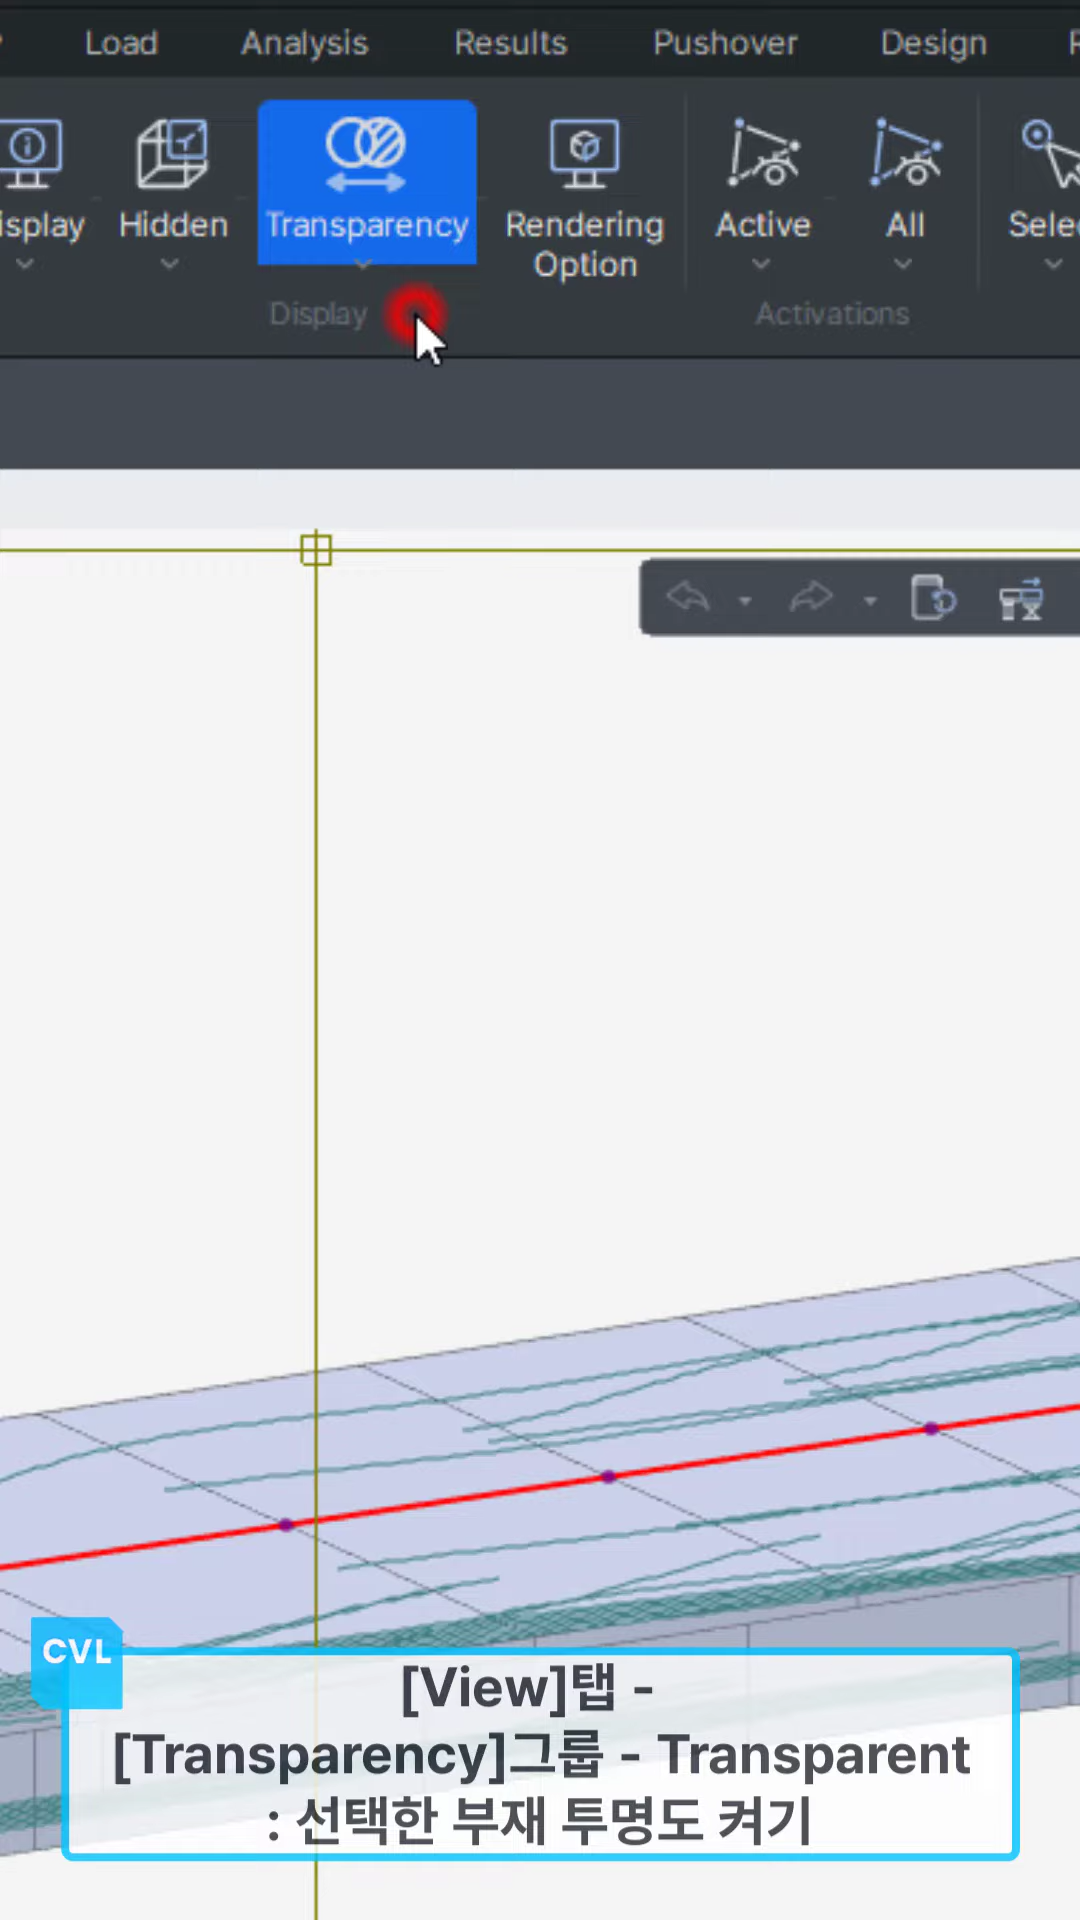 Load Analysis Results Pushover Design
isplay Hidden Transparency Rendering Option Active All Selec
Display Activations
CVL
[View]탭 -
[Transparency]그룹 - Transparent
: 선택한 부재 투명도 켜기